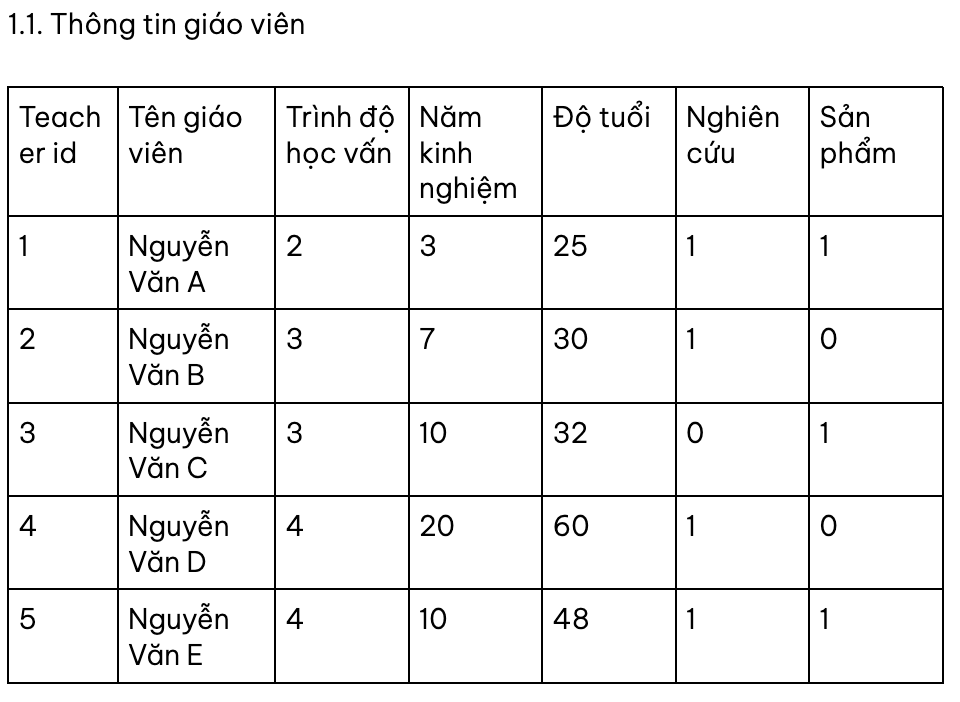 1.1. Thông tin giáo viên
Teach er id | Tên giáo viên | Trình độ học vấn | Năm kinh nghiệm | Độ tuổi | Nghiên cứu | Sản phẩm
1 | Nguyễn Văn A | 2 | 3 | 25 | 1 | 1
2 | Nguyễn Văn B | 3 | 7 | 30 | 1 | 0
3 | Nguyễn Văn C | 3 | 10 | 32 | 0 | 1
4 | Nguyễn Văn D | 4 | 20 | 60 | 1 | 0
5 | Nguyễn Văn E | 4 | 10 | 48 | 1 | 1